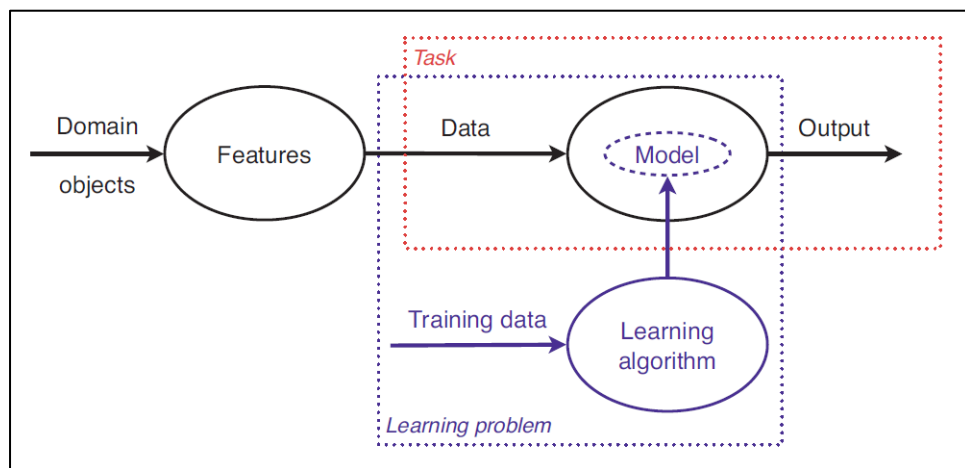 Task
Domain
objects
Features
Data
Model
Output
Training data
Learning
algorithm
Learning problem